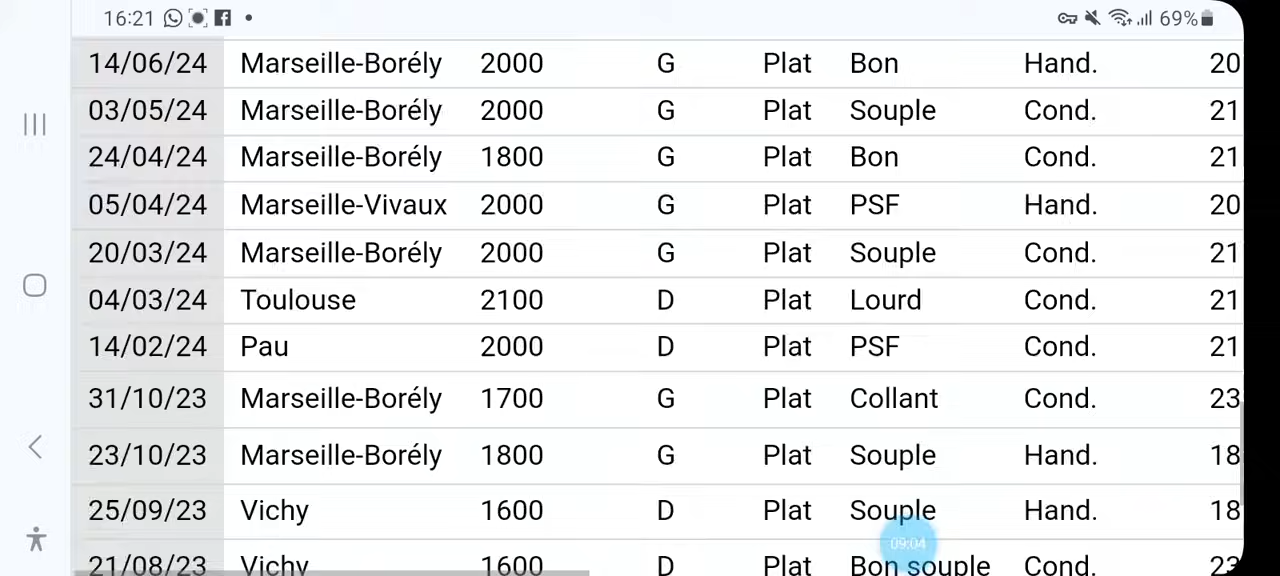 16:21 69%
14/06/24 Marseille-Borély 2000 G Plat Bon Hand. 20
03/05/24 Marseille-Borély 2000 G Plat Souple Cond. 21
24/04/24 Marseille-Borély 1800 G Plat Bon Cond. 21
05/04/24 Marseille-Vivaux 2000 G Plat PSF Hand. 20
20/03/24 Marseille-Borély 2000 G Plat Souple Cond. 21
04/03/24 Toulouse 2100 D Plat Lourd Cond. 21
14/02/24 Pau 2000 D Plat PSF Cond. 21
31/10/23 Marseille-Borély 1700 G Plat Collant Cond. 23
23/10/23 Marseille-Borély 1800 G Plat Souple Hand. 18
25/09/23 Vichy 1600 D Plat Souple Hand. 18
09:04
21/08/23 Vichy 1600 D Plat Bon souple Cond. 23